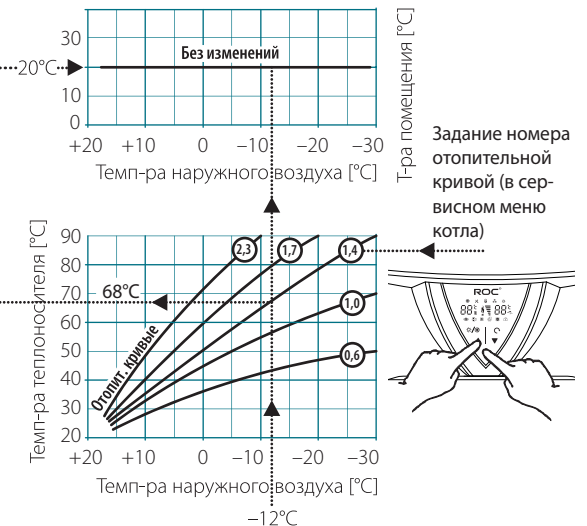 30
Без изменений
20°C
10
0
+20 +10 0 –10 –20 –30
Темп-ра наружного воздуха [°C]
Т-ра помещения [°C]
Задание номера
отопительной
кривой (в сер-
висном меню
котла)
90
80
70
60
50
40
30
20
Темп-ра теплоносителя [°C]
2,3
1,7
1,4
1,0
0,6
68°C
Отопит. кривые
+20 +10 0 –10 –20 –30
Темп-ра наружного воздуха [°C]
–12°C
ROC
88 88